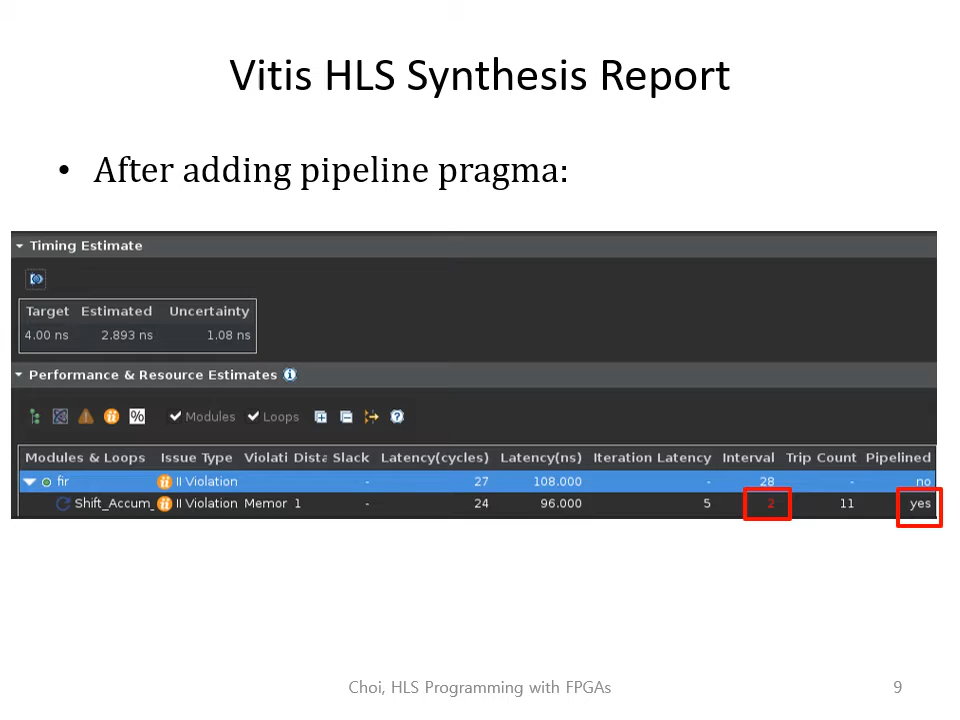 Vitis HLS Synthesis Report
• After adding pipeline pragma:
Timing Estimate
Target Estimated Uncertainty
4.00 ns 2.893 ns 1.08 ns
Performance & Resource Estimates
% Modules Loops
Modules & Loops Issue Type Violati Dista Slack Latency(cycles) Latency(ns) Iteration Latency Interval Trip Count Pipelined
fir II Violation - 27 108.000 - 28 - no
Shift_Accum_ II Violation Memor 1 - 24 96.000 5 2 11 yes
Choi, HLS Programming with FPGAs
9